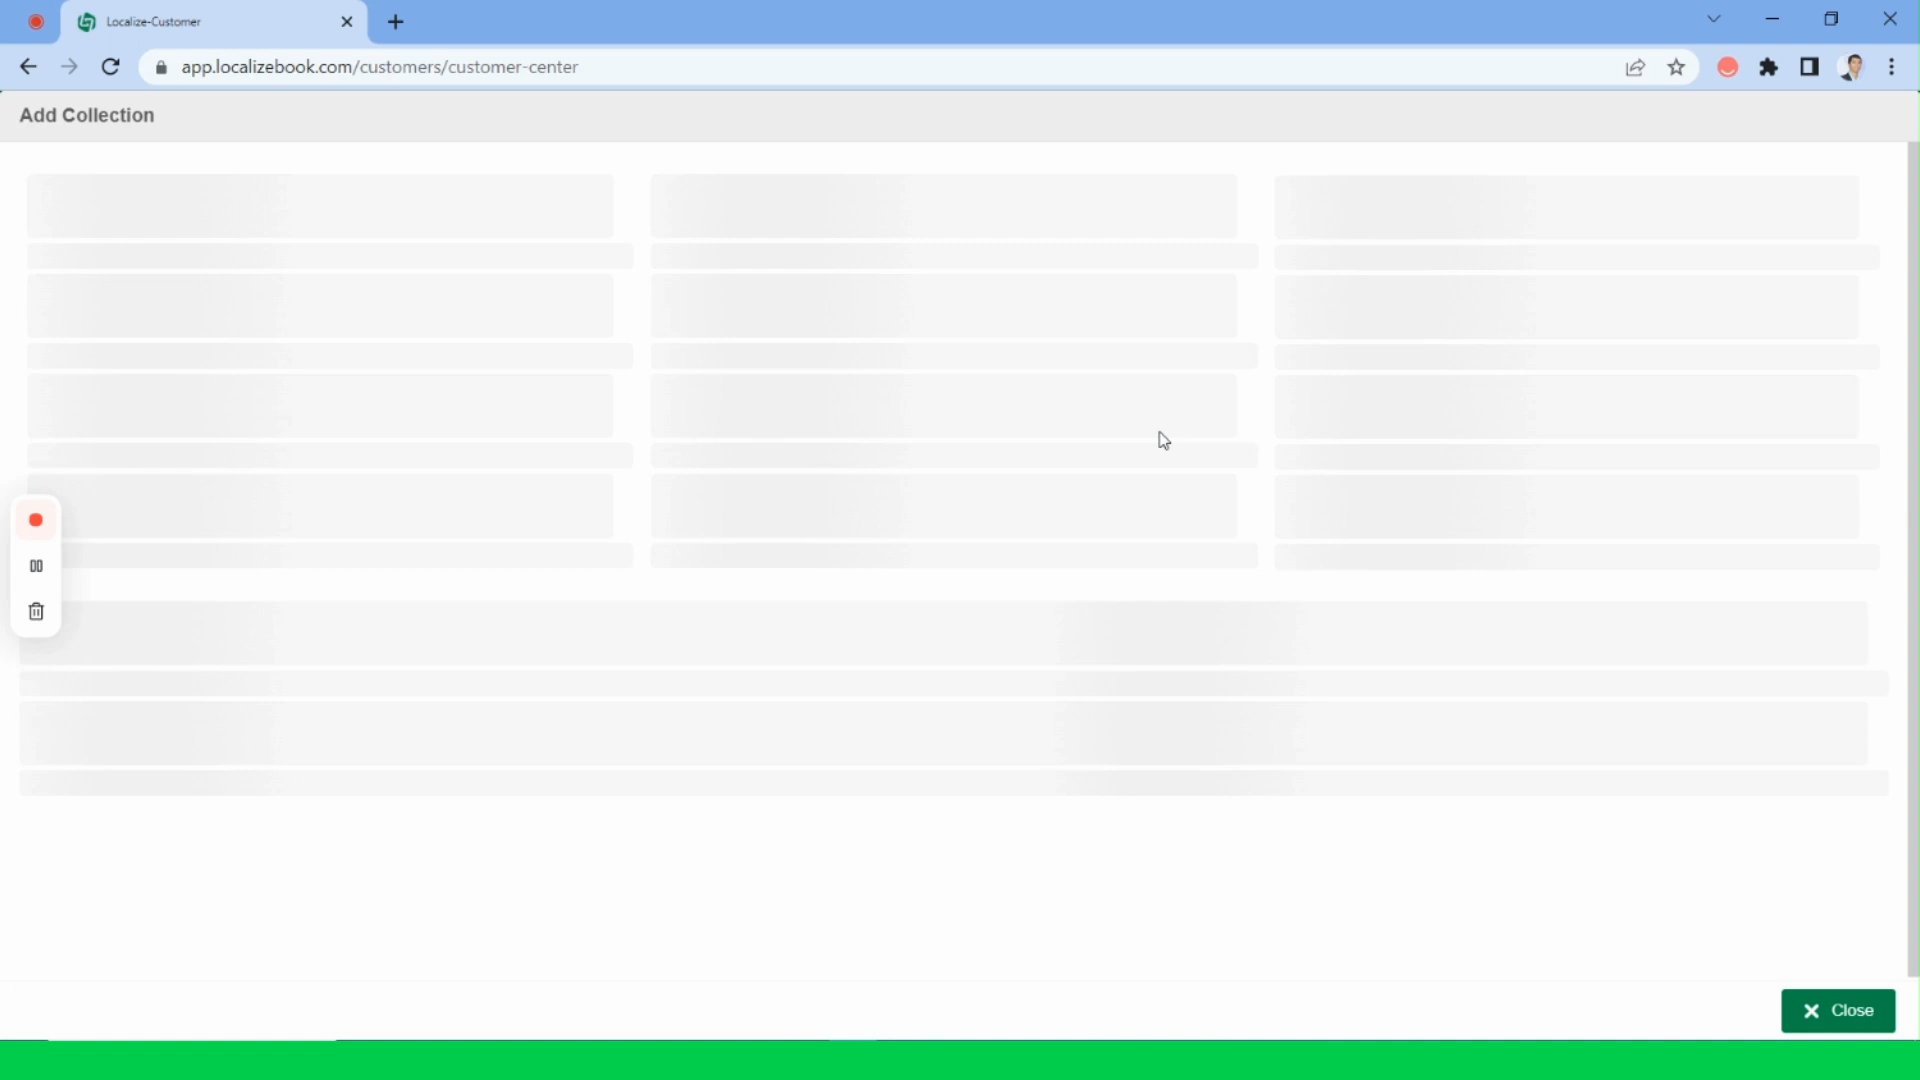 Localize-Customer
app.localizebook.com/customers/customer-center
Add Collection
Close